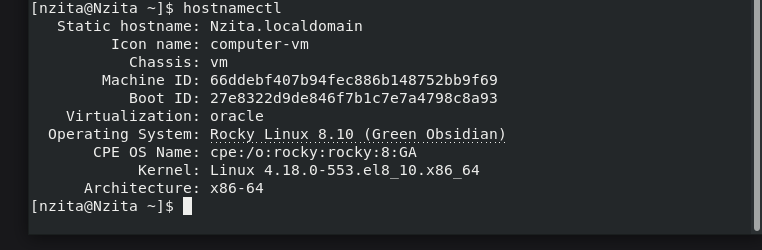 [nzita@Nzita ~]$ hostnamectl
Static hostname: Nzita.localdomain
Icon name: computer-vm
Chassis: vm
Machine ID: 66ddebf407b94fec886b148752bb9f69
Boot ID: 27e8322d9de846f7b1c7e7a4798c8a93
Virtualization: oracle
Operating System: Rocky Linux 8.10 (Green Obsidian)
CPE OS Name: cpe:/o:rocky:rocky:8:GA
Kernel: Linux 4.18.0-553.el8_10.x86_64
Architecture: x86-64
[nzita@Nzita ~]$